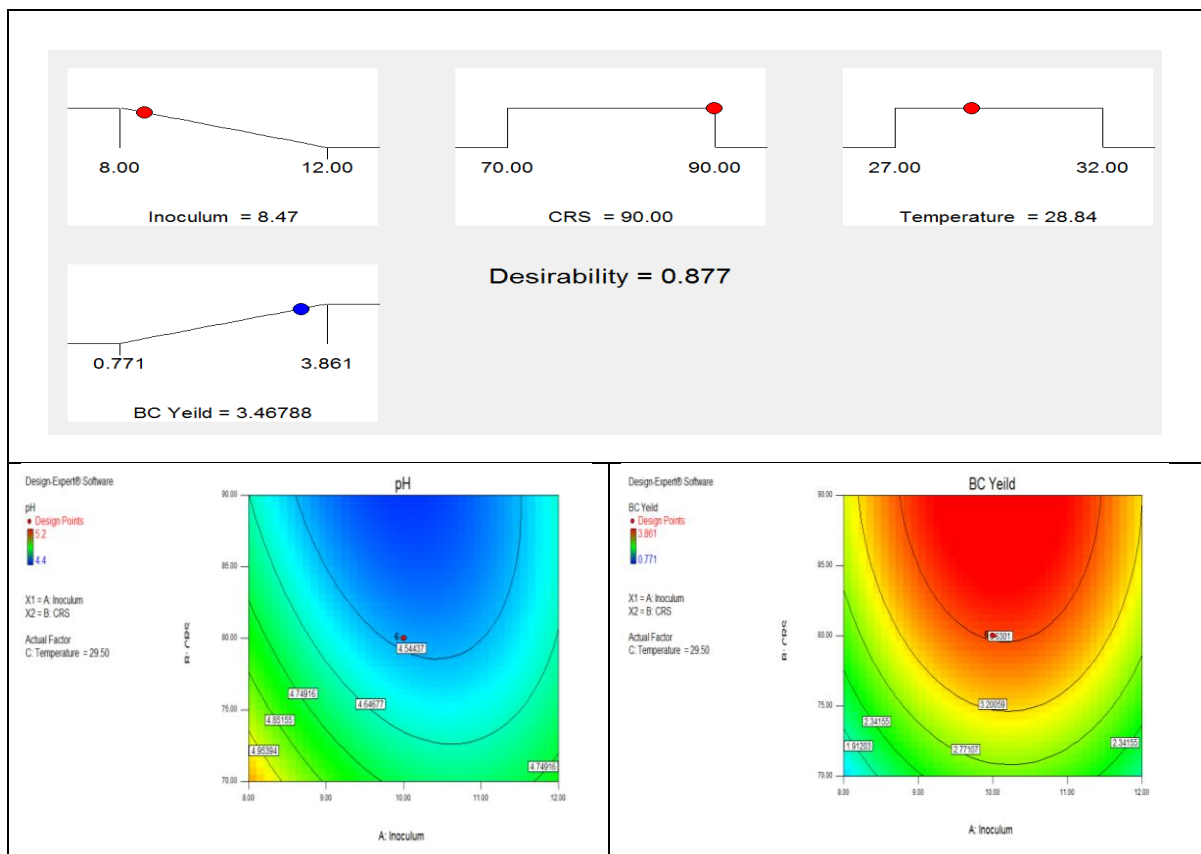 8.00 12.00
Inoculum = 8.47
70.00 90.00
CRS = 90.00
27.00 32.00
Temperature = 28.84
Desirability = 0.877
0.771 3.861
BC Yeild = 3.46788
Design-Expert® Software
pH
Design Points
5.2
4.4
X1 = A: Inoculum
X2 = B: CRS
Actual Factor
C: Temperature = 29.50
pH
90.00
85.00
80.00
75.00
70.00
B: CRS
6
4.54437
4.64677
4.74916
4.85155
4.95394
4.74916
8.00 9.00 10.00 11.00 12.00
A: Inoculum
Design-Expert® Software
BC Yeild
Design Points
3.861
0.771
X1 = A: Inoculum
X2 = B: CRS
Actual Factor
C: Temperature = 29.50
BC Yeild
90.00
85.00
80.00
75.00
70.00
B: CRS
3.20059
2.77107
2.34155
1.91203
2.34155
8.00 9.00 10.00 11.00 12.00
A: Inoculum